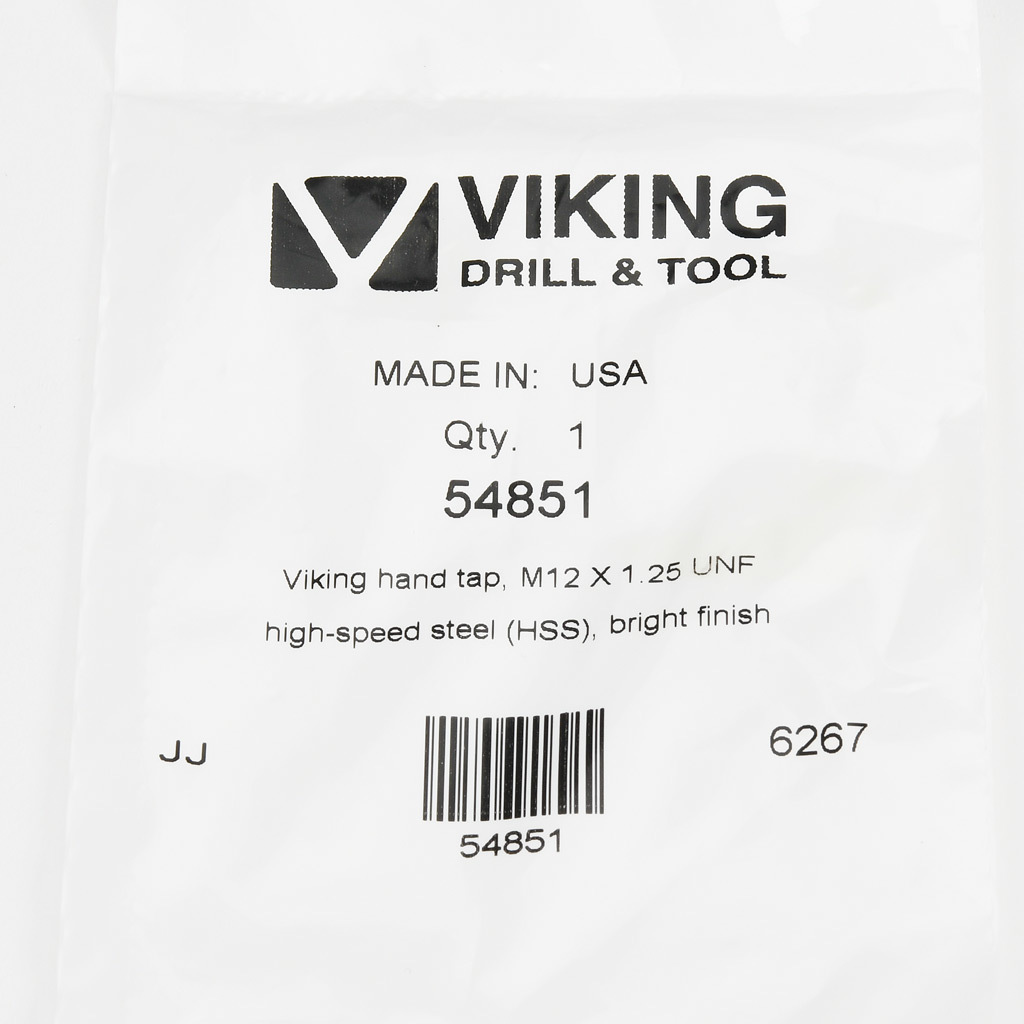 VIKING
DRILL & TOOL
MADE IN: USA
Qty. 1
54851
Viking hand tap, M12 X 1.25 UNF
high-speed steel (HSS), bright finish
JJ
6267
54851